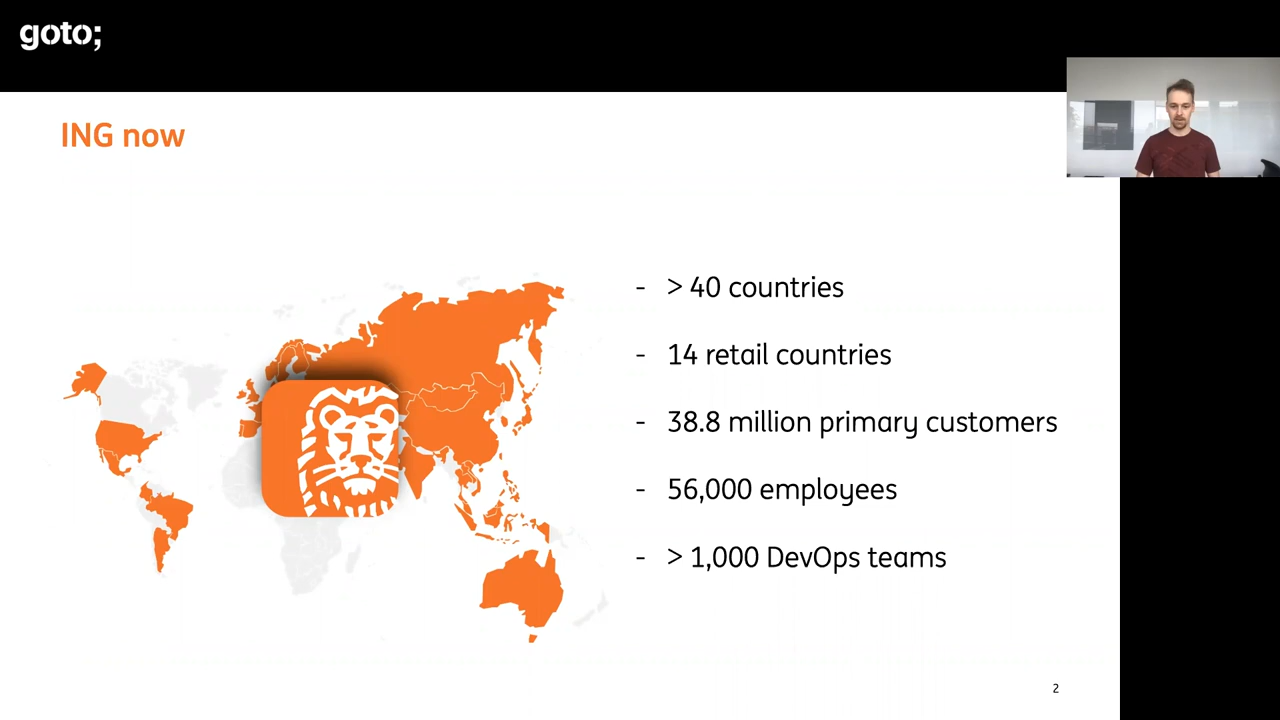 goto;
ING now
- > 40 countries
- 14 retail countries
- 38.8 million primary customers
- 56,000 employees
- > 1,000 DevOps teams
2